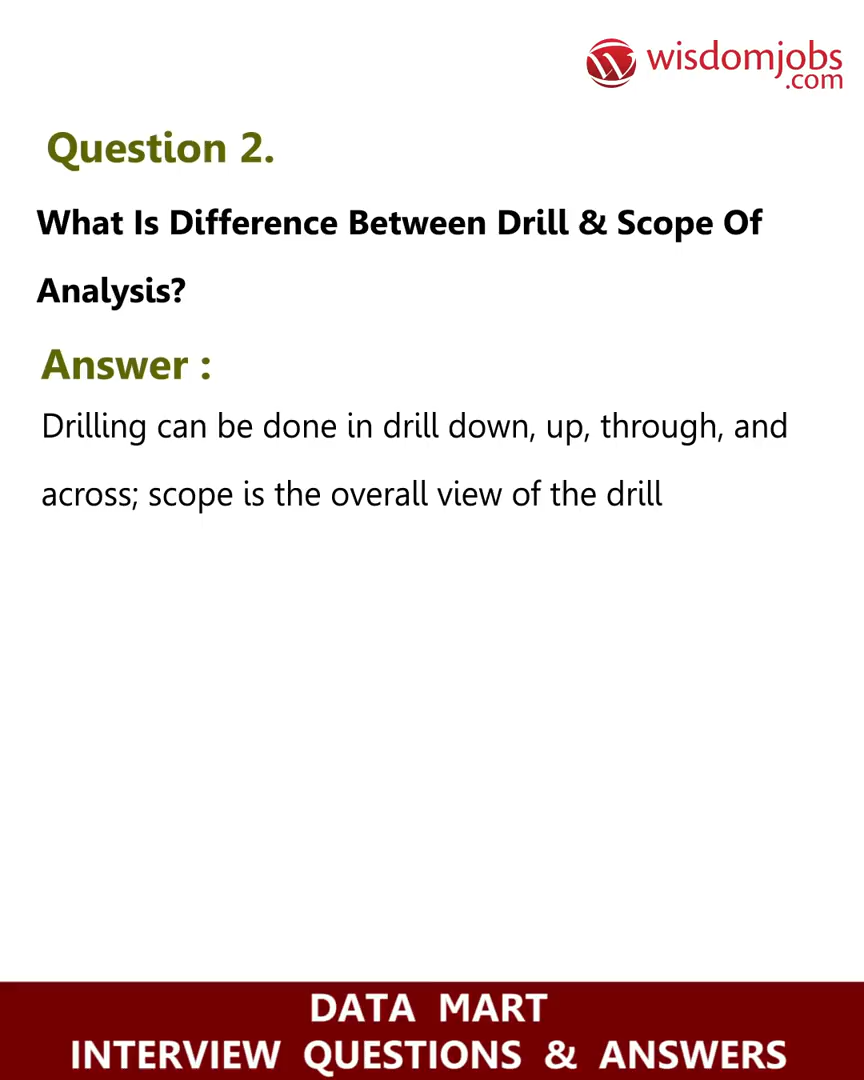 wisdomjobs
.com
Question 2.
What Is Difference Between Drill & Scope Of
Analysis?
Answer :
Drilling can be done in drill down, up, through, and
across; scope is the overall view of the drill
DATA MART
INTERVIEW QUESTIONS & ANSWERS